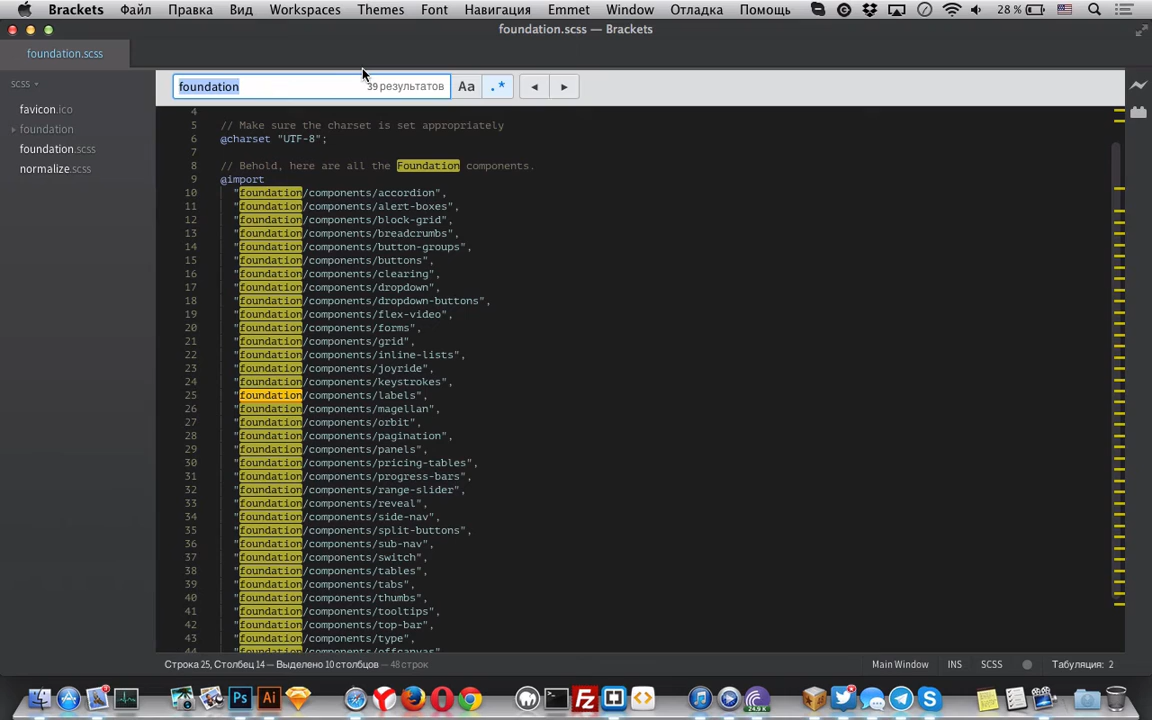 Brackets Файл Правка Вид Workspaces Themes Font Навигация Emmet Window Отладка Помощь 28 %
foundation.scss — Brackets
foundation.scss
scss
favicon.ico
foundation
foundation.scss
normalize.scss
foundation 39 результатов Aa .*
4
5 // Make sure the charset is set appropriately
6 @charset "UTF-8";
7
8 // Behold, here are all the Foundation components.
9 @import
10 "foundation/components/accordion",
11 "foundation/components/alert-boxes",
12 "foundation/components/block-grid",
13 "foundation/components/breadcrumbs",
14 "foundation/components/button-groups",
15 "foundation/components/buttons",
16 "foundation/components/clearing",
17 "foundation/components/dropdown",
18 "foundation/components/dropdown-buttons",
19 "foundation/components/flex-video",
20 "foundation/components/forms",
21 "foundation/components/grid",
22 "foundation/components/inline-lists",
23 "foundation/components/joyride",
24 "foundation/components/keystrokes",
25 "foundation/components/labels",
26 "foundation/components/magellan",
27 "foundation/components/orbit",
28 "foundation/components/pagination",
29 "foundation/components/panels",
30 "foundation/components/pricing-tables",
31 "foundation/components/progress-bars",
32 "foundation/components/range-slider",
33 "foundation/components/reveal",
34 "foundation/components/side-nav",
35 "foundation/components/split-buttons",
36 "foundation/components/sub-nav",
37 "foundation/components/switch",
38 "foundation/components/tables",
39 "foundation/components/tabs",
40 "foundation/components/thumbs",
41 "foundation/components/tooltips",
42 "foundation/components/top-bar",
43 "foundation/components/type",
44 "foundation/components/offcanvas"
Строка 25, Столбец 14 — Выделено 10 столбцов — 48 строк Main Window INS SCSS Табуляция: 2
Ps Ai Fz